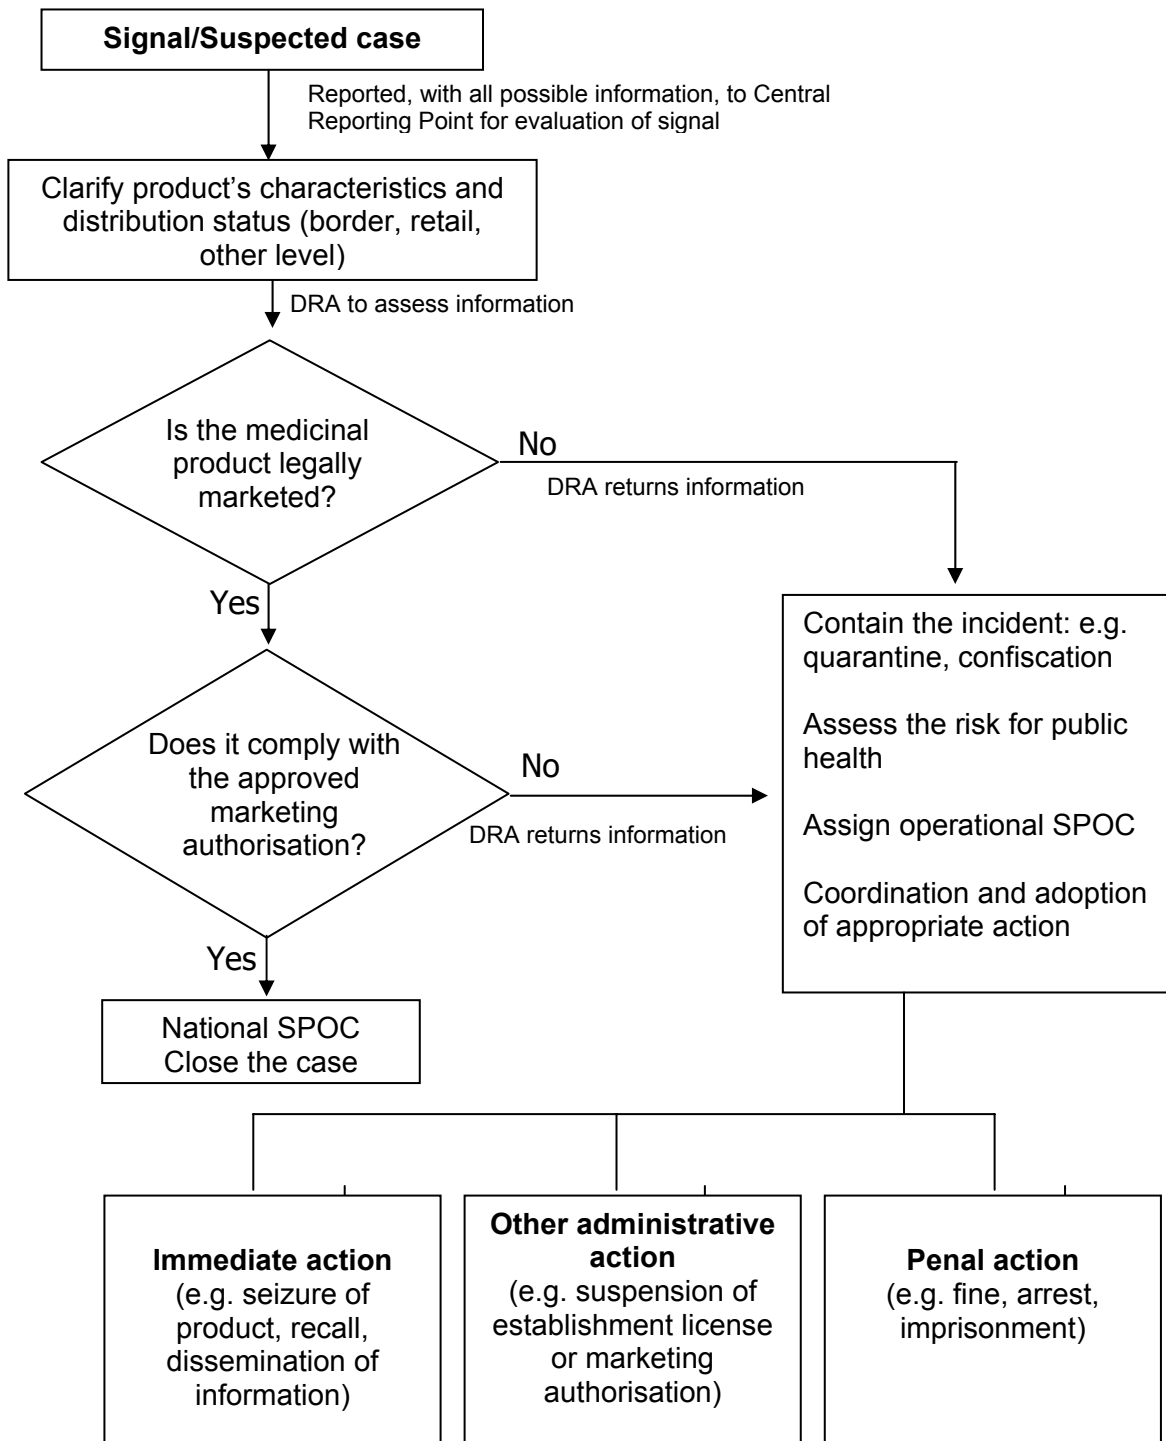 Signal/Suspected case
Reported, with all possible information, to Central
Reporting Point for evaluation of signal
Clarify product's characteristics and
distribution status (border, retail,
other level)
DRA to assess information
Is the medicinal
product legally
marketed?
No
DRA returns information
Yes
Contain the incident: e.g.
quarantine, confiscation
Assess the risk for public
health
Assign operational SPOC
Coordination and adoption
of appropriate action
Does it comply with
the approved
marketing
authorisation?
No
DRA returns information
Yes
National SPOC
Close the case
Immediate action
(e.g. seizure of
product, recall,
dissemination of
information)
Other administrative
action
(e.g. suspension of
establishment license
or marketing
authorisation)
Penal action
(e.g. fine, arrest,
imprisonment)